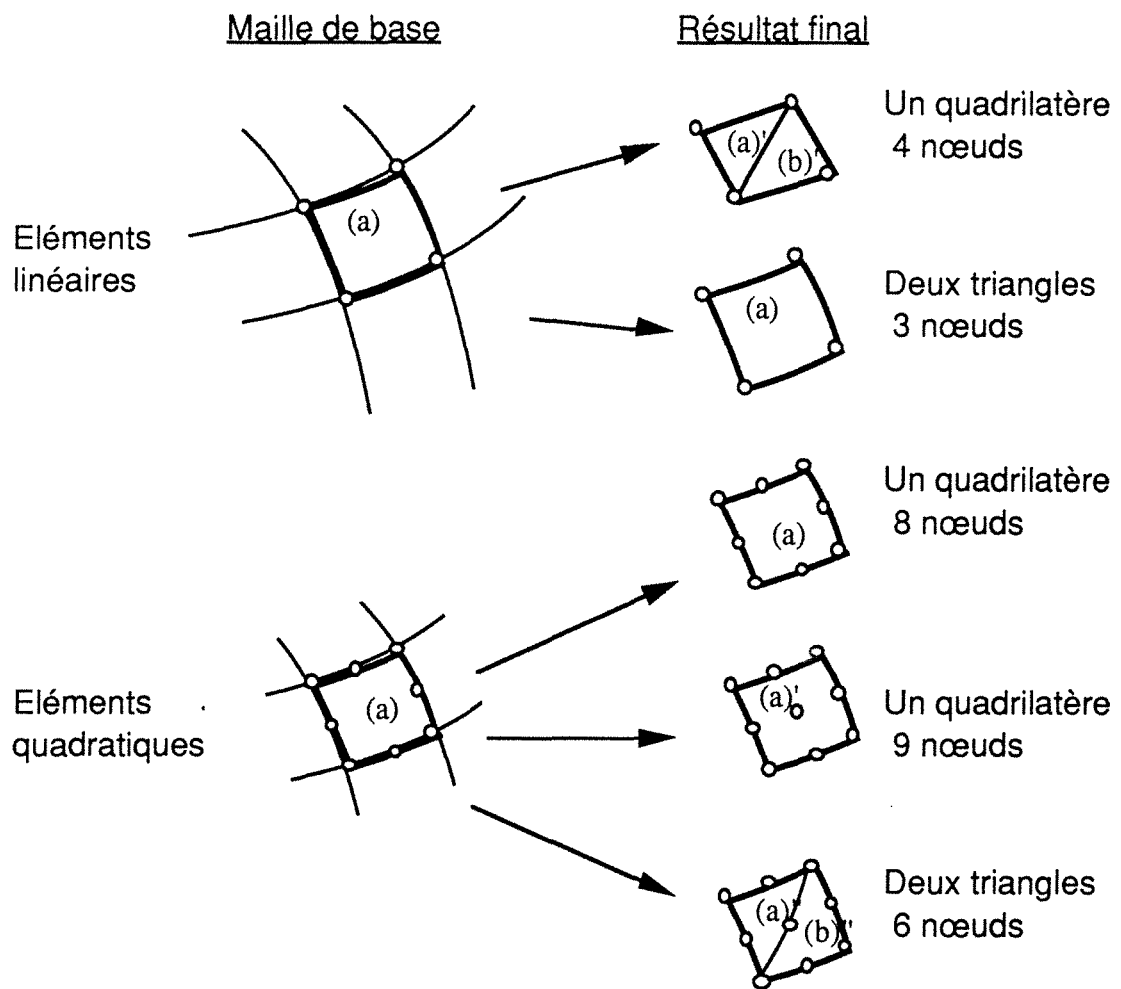 Maille de base
Résultat final
Un quadrilatère
4 nœuds
(a)'
(b)'
(a)
Eléments
linéaires
Deux triangles
3 nœuds
(a)
Un quadrilatère
8 nœuds
(a)
Eléments
quadratiques
(a)
Un quadrilatère
9 nœuds
(a)'
Deux triangles
6 nœuds
(a)"
(b)"